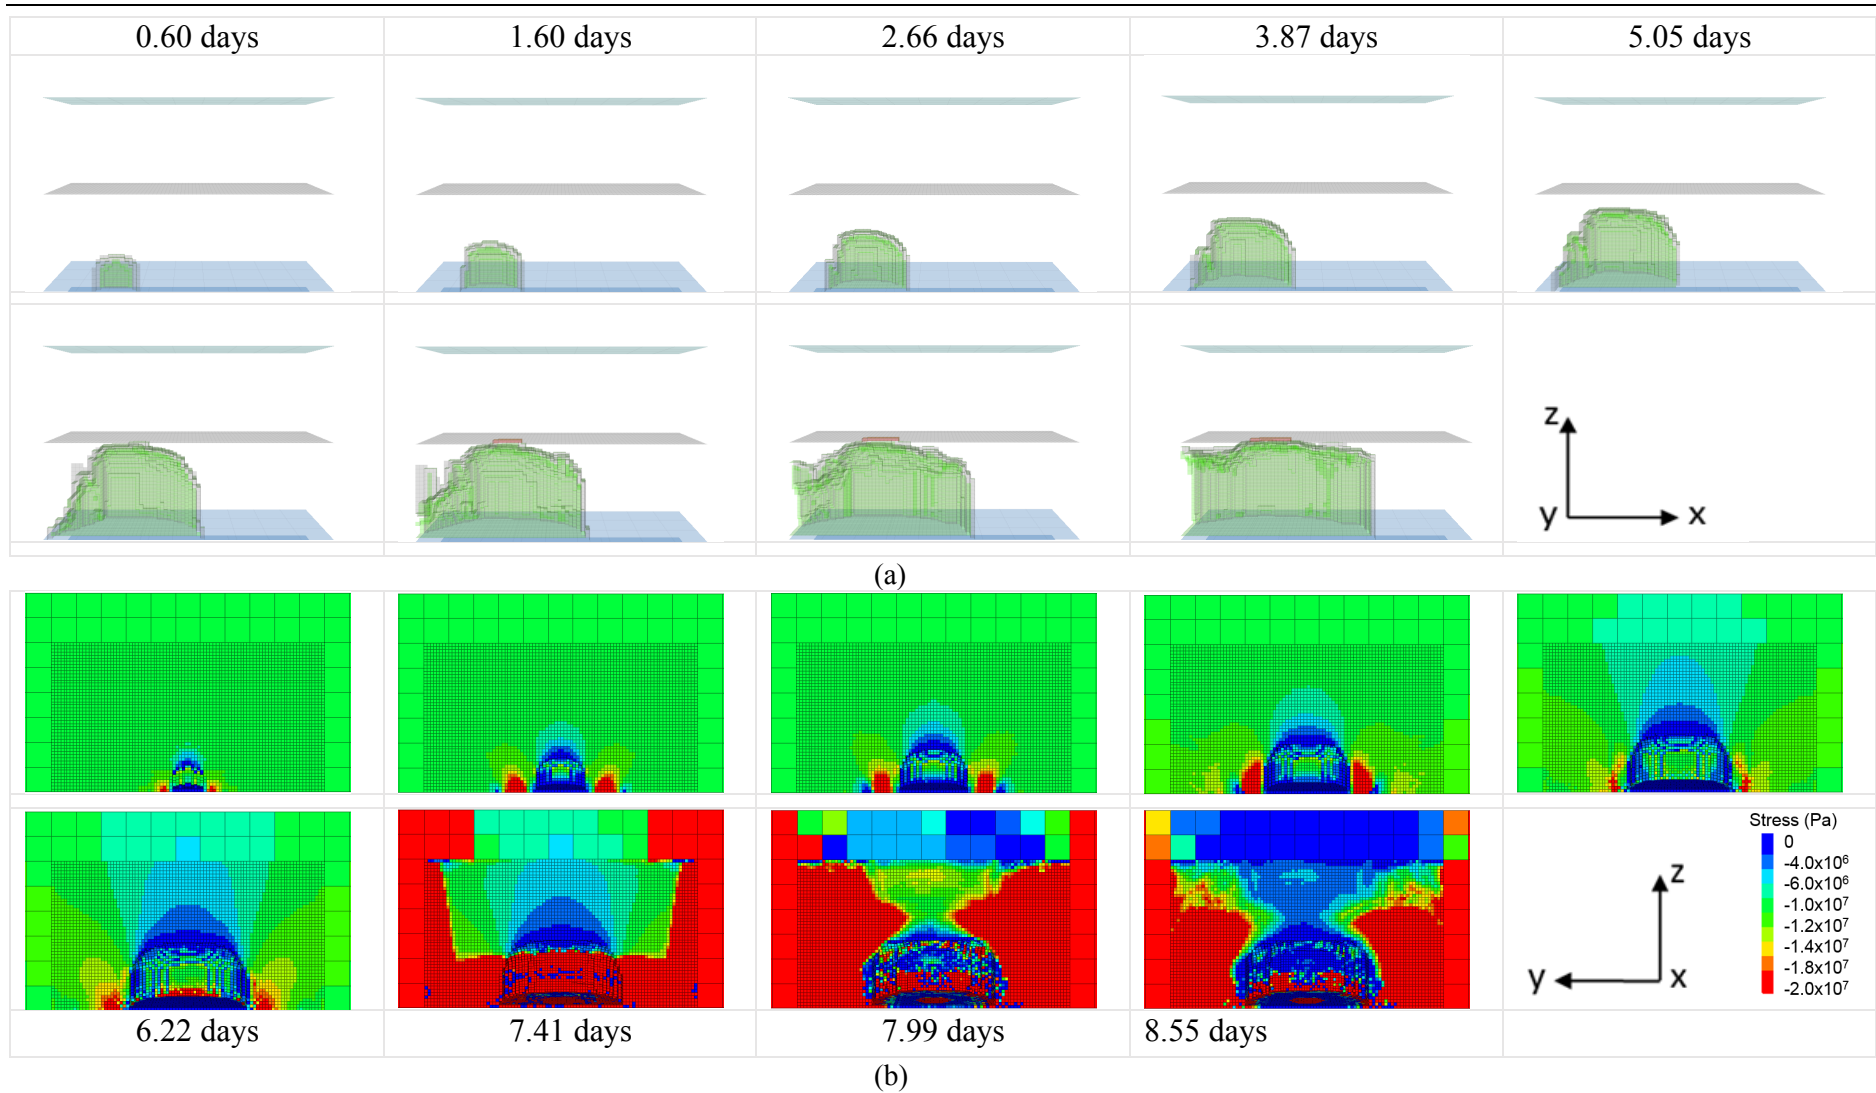 0.60 days 1.60 days 2.66 days 3.87 days 5.05 days
z
y x
(a)
Stress (Pa)
0
-4.0x10⁶
-6.0x10⁶
-1.0x10⁷
-1.2x10⁷
-1.4x10⁷
-1.8x10⁷
-2.0x10⁷
z
y x
6.22 days 7.41 days 7.99 days 8.55 days
(b)